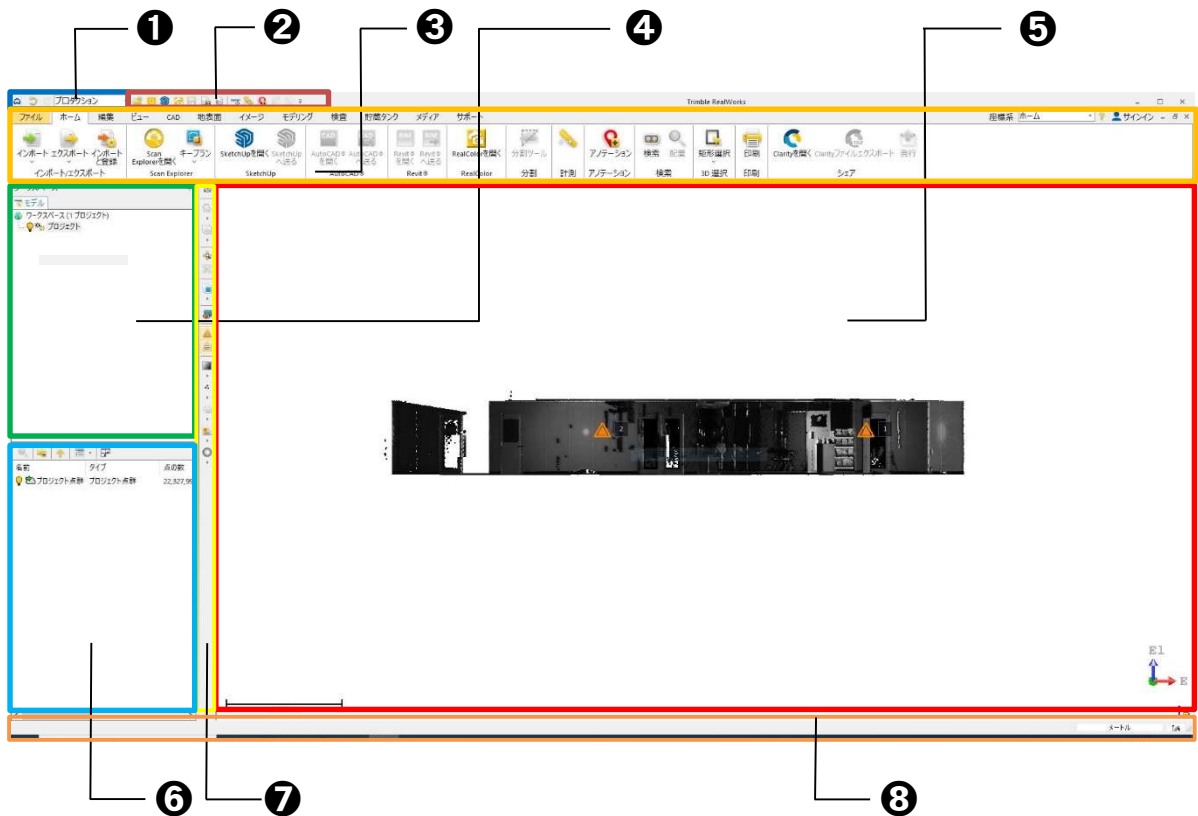 ❶ ❷ ❸ ❹ ❺
プロダクション
Trimble RealWorks
ファイル ホーム 編集 ビュー CAD 地表面 イメージ モデリング 検査 貯蔵タンク メディア サポート
座標系 ホーム ? サインイン
インポート エクスポート インポートと登録
Scan Explorerを開く キープラン
SketchUpを開く SketchUpへ送る
AutoCAD®を開く AutoCAD®へ送る
Revit®を開く Revit®へ送る
RealColorを開く
分割ツール
アノテーション
検索 配置
矩形選択
印刷
Clarityを開く Clarityファイルエクスポート 発行
インポート/エクスポート Scan Explorer SketchUp AutoCAD® Revit® RealColor 分割 計測 アノテーション 検索 3D 選択 印刷 シェア
モデル
ワークスペース (1 プロジェクト)
プロジェクト
2
1
名前 タイプ 点の数
プロジェクト点群 プロジェクト点群 22,327,99
El
E
メートル
❻ ❼ ❽